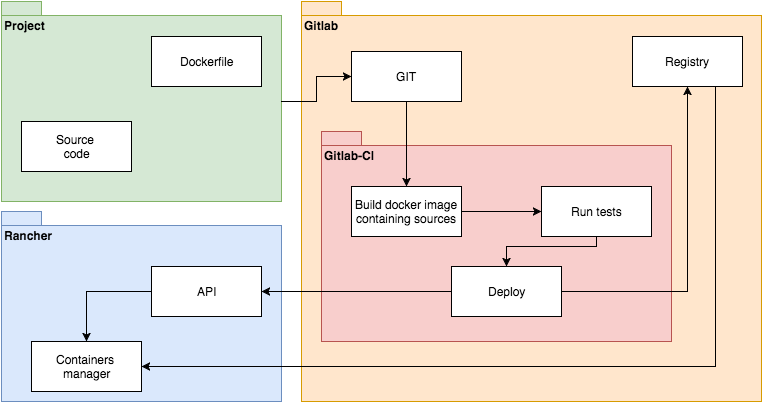 Project
Dockerfile
Source
code
Gitlab
GIT
Registry
Gitlab-CI
Build docker image
containing sources
Run tests
Deploy
Rancher
API
Containers
manager